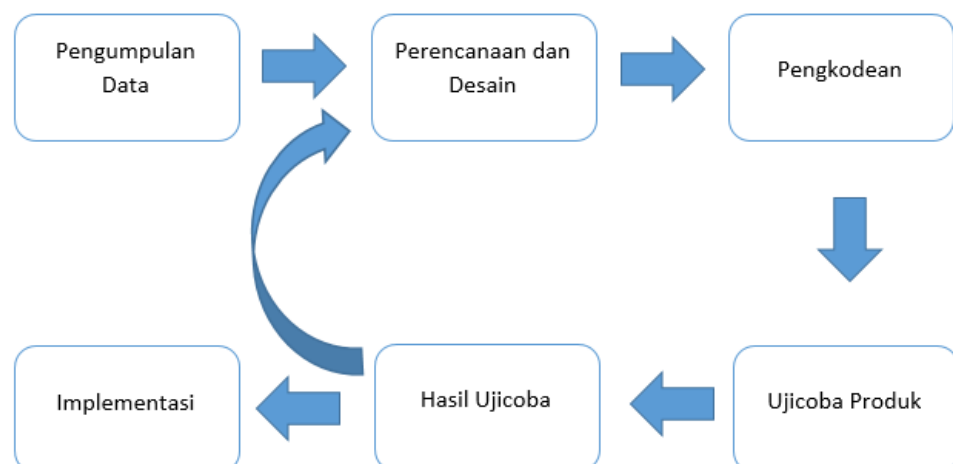 Pengumpulan
Data
Perencanaan dan
Desain
Pengkodean
Implementasi
Hasil Ujicoba
Ujicoba Produk